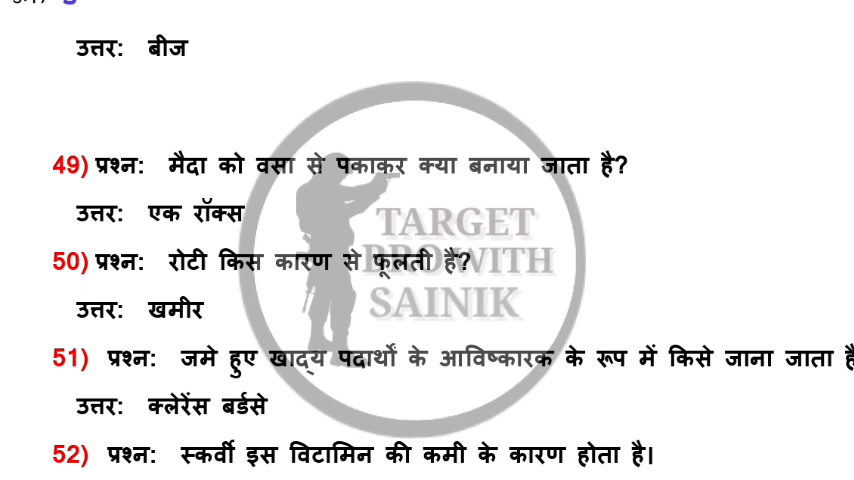 उत्तर: बीज
49) प्रश्न: मैदा को वसा से पकाकर क्या बनाया जाता है?
उत्तर: एक रॉक्स
50) प्रश्न: रोटी किस कारण से फूलती है?
उत्तर: खमीर
51) प्रश्न: जमे हुए खाद्य पदार्थों के आविष्कारक के रूप में किसे जाना जाता है
उत्तर: क्लेरेंस बर्डसे
52) प्रश्न: स्कर्वी इस विटामिन की कमी के कारण होता है।
TARGET
SAINIK